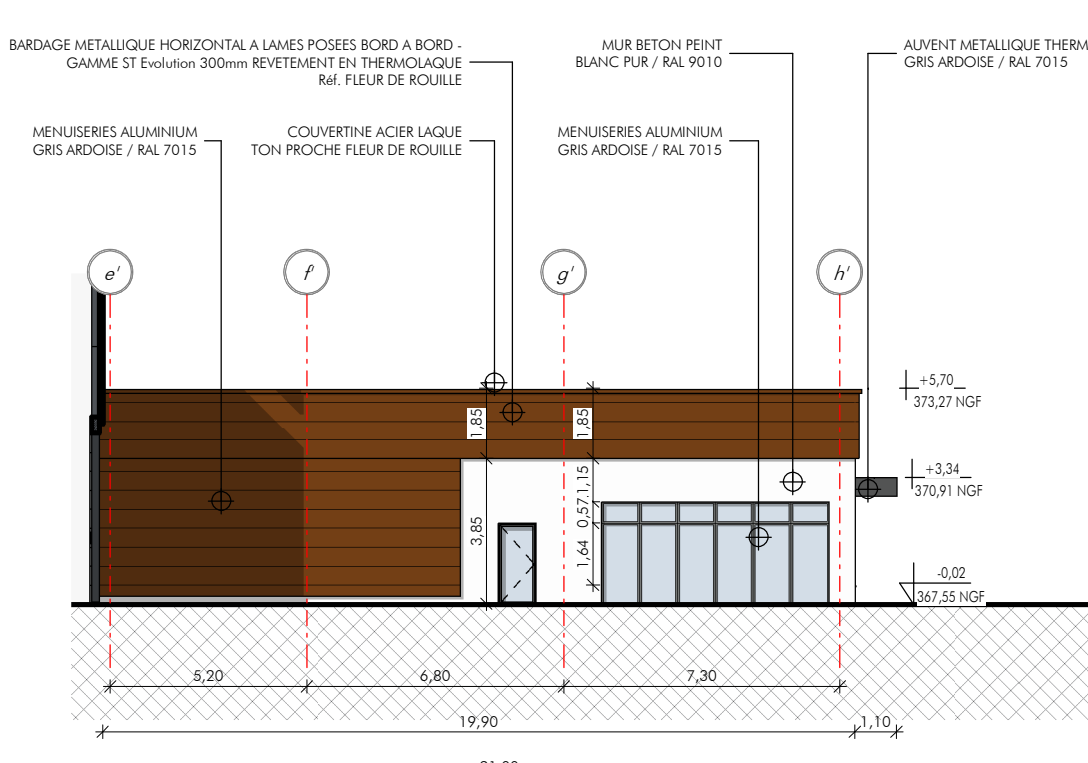 BARDAGE METALLIQUE HORIZONTAL A LAMES POSEES BORD A BORD -
GAMME ST Evolution 300mm REVETEMENT EN THERMOLAQUE
Réf. FLEUR DE ROUILLE
MUR BETON PEINT
BLANC PUR / RAL 9010
AUVENT METALLIQUE THERM
GRIS ARDOISE / RAL 7015
MENUISERIES ALUMINIUM
GRIS ARDOISE / RAL 7015
COUVERTINE ACIER LAQUE
TON PROCHE FLEUR DE ROUILLE
MENUISERIES ALUMINIUM
GRIS ARDOISE / RAL 7015
e'
f'
g'
h'
+5,70
373,27 NGF
1,85
1,85
+3,34
370,91 NGF
1,15
0,57
3,85
1,64
-0,02
367,55 NGF
5,20
6,80
7,30
19,90
1,10